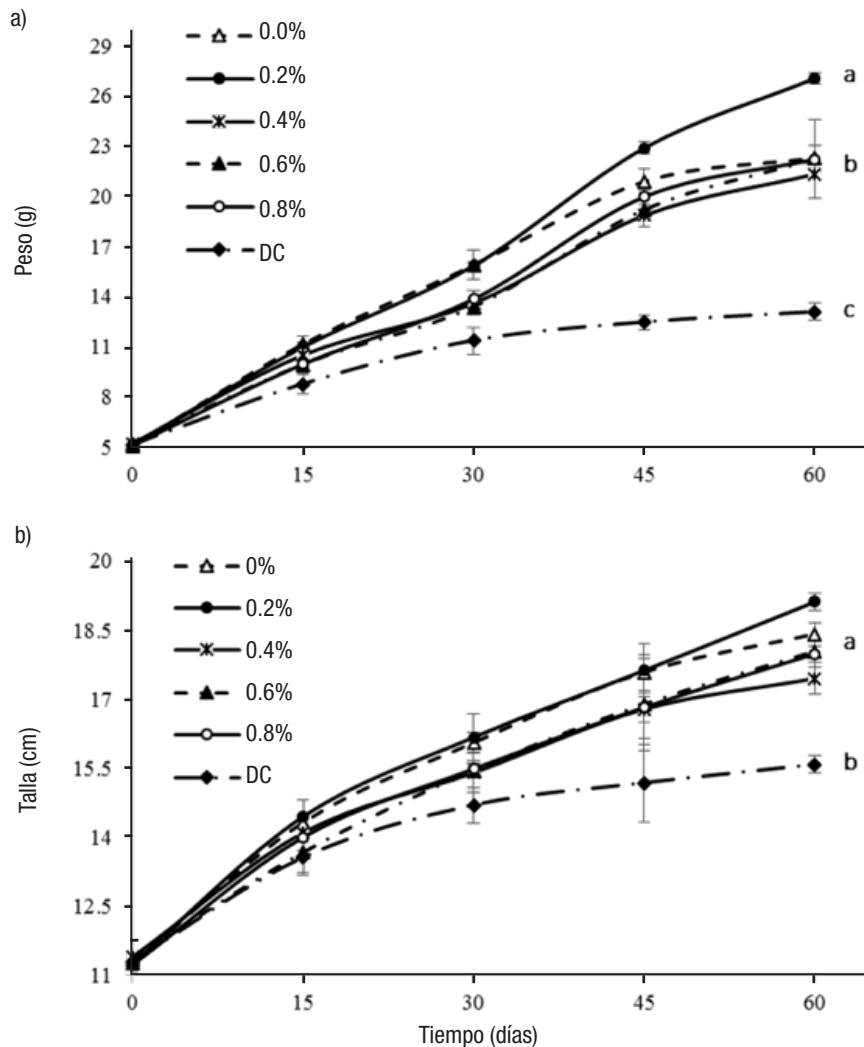 a)
29
26
23
20
17
14
11
8
5
Peso (g)
0.0%
0.2%
0.4%
0.6%
0.8%
DC
a
b
c
0 15 30 45 60
b)
20
18.5
17
15.5
14
12.5
11
Talla (cm)
0%
0.2%
0.4%
0.6%
0.8%
DC
a
b
0 15 30 45 60
Tiempo (días)